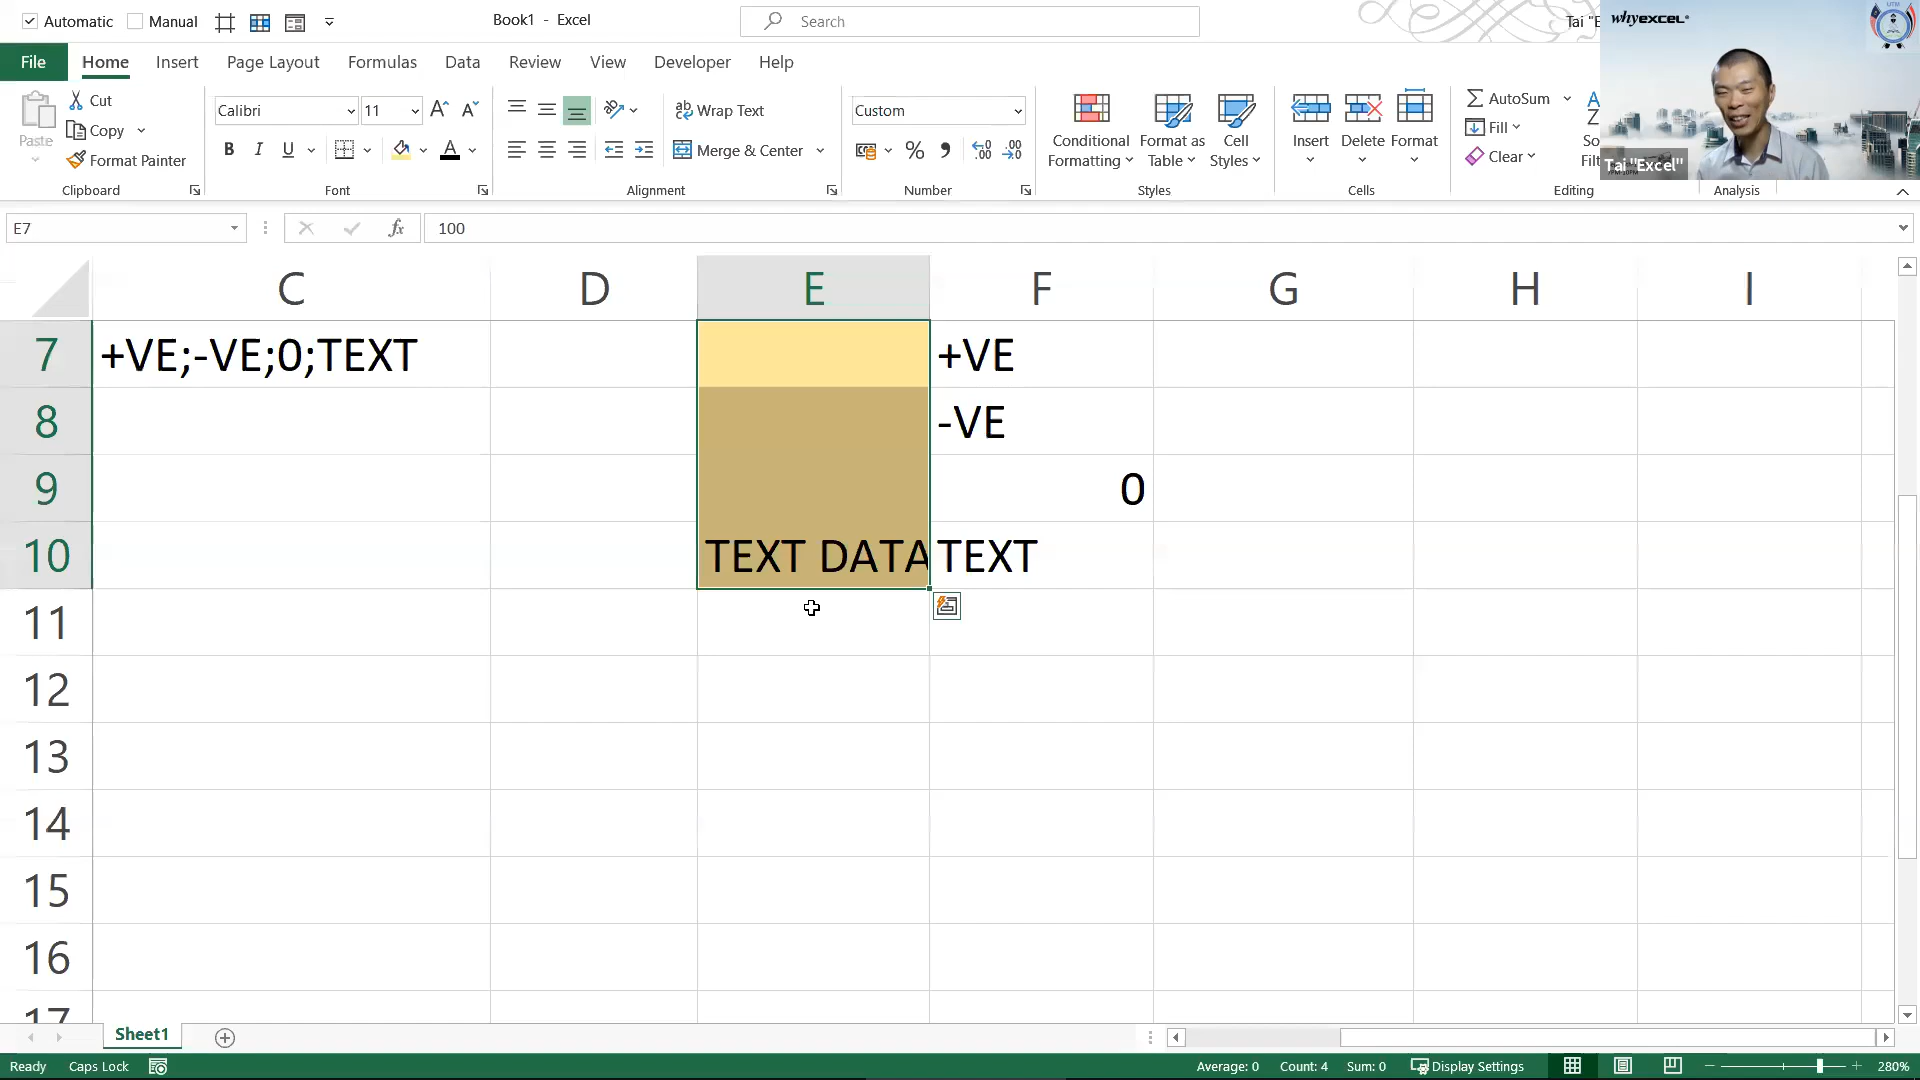 Automatic
Manual
Book1 - Excel
Search
Tai "E
whyexcel
File
Home
Insert
Page Layout
Formulas
Data
Review
View
Developer
Help
Paste
Cut
Copy
Format Painter
Clipboard
Calibri
11
B
I
U
Font
Wrap Text
Merge & Center
Alignment
Custom
%
Number
Conditional
Formatting
Format as
Table
Cell
Styles
Styles
Insert
Delete
Format
Cells
AutoSum
Fill
Clear
So
Filt
Editing
Analysis
Tai "Excel"
E7
fx
100
C
D
E
F
G
H
I
7
+VE;-VE;0;TEXT
+VE
8
-VE
9
0
10
TEXT DATA
TEXT
11
12
13
14
15
16
17
Sheet1
Ready
Caps Lock
Average: 0
Count: 4
Sum: 0
Display Settings
280%